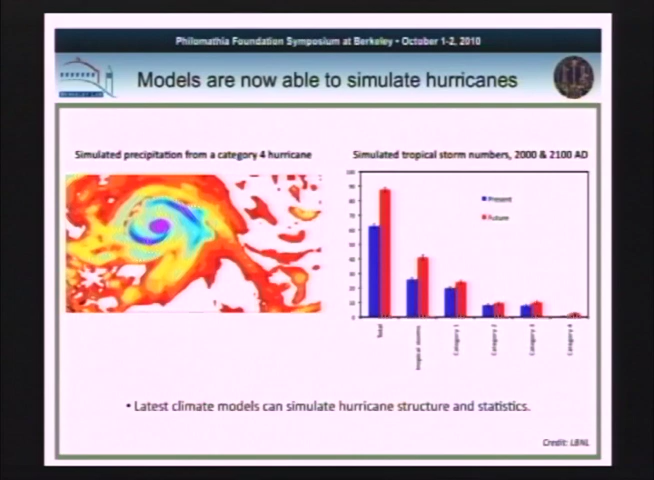 Philomathia Foundation Symposium at Berkeley • October 1-2, 2010
Models are now able to simulate hurricanes
Simulated precipitation from a category 4 hurricane
Simulated tropical storm numbers, 2000 & 2100 AD
100
90
80
70
60
50
40
30
20
10
0
Present
Future
Total
tropical storms
Category 1
Category 2
Category 3
Category 4
• Latest climate models can simulate hurricane structure and statistics.
Credit: LBNL